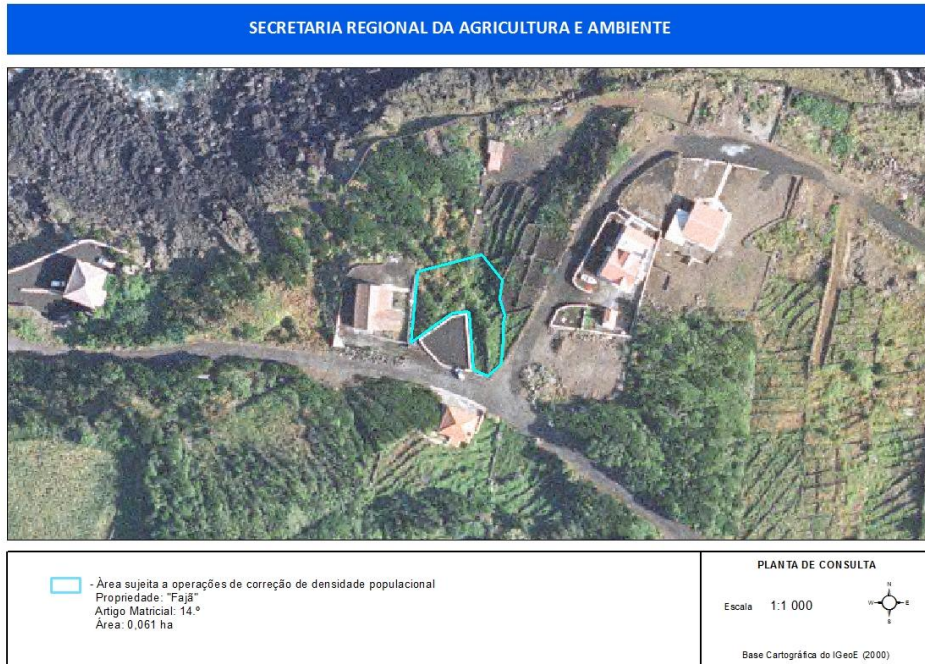 SECRETARIA REGIONAL DA AGRICULTURA E AMBIENTE
- Área sujeita a operações de correção de densidade populacional
Propriedade: "Fajã"
Artigo Matricial: 14.º
Área: 0,061 ha
PLANTA DE CONSULTA
Escala 1:1 000
N
W E
S
Base Cartográfica do IGeoE (2000)